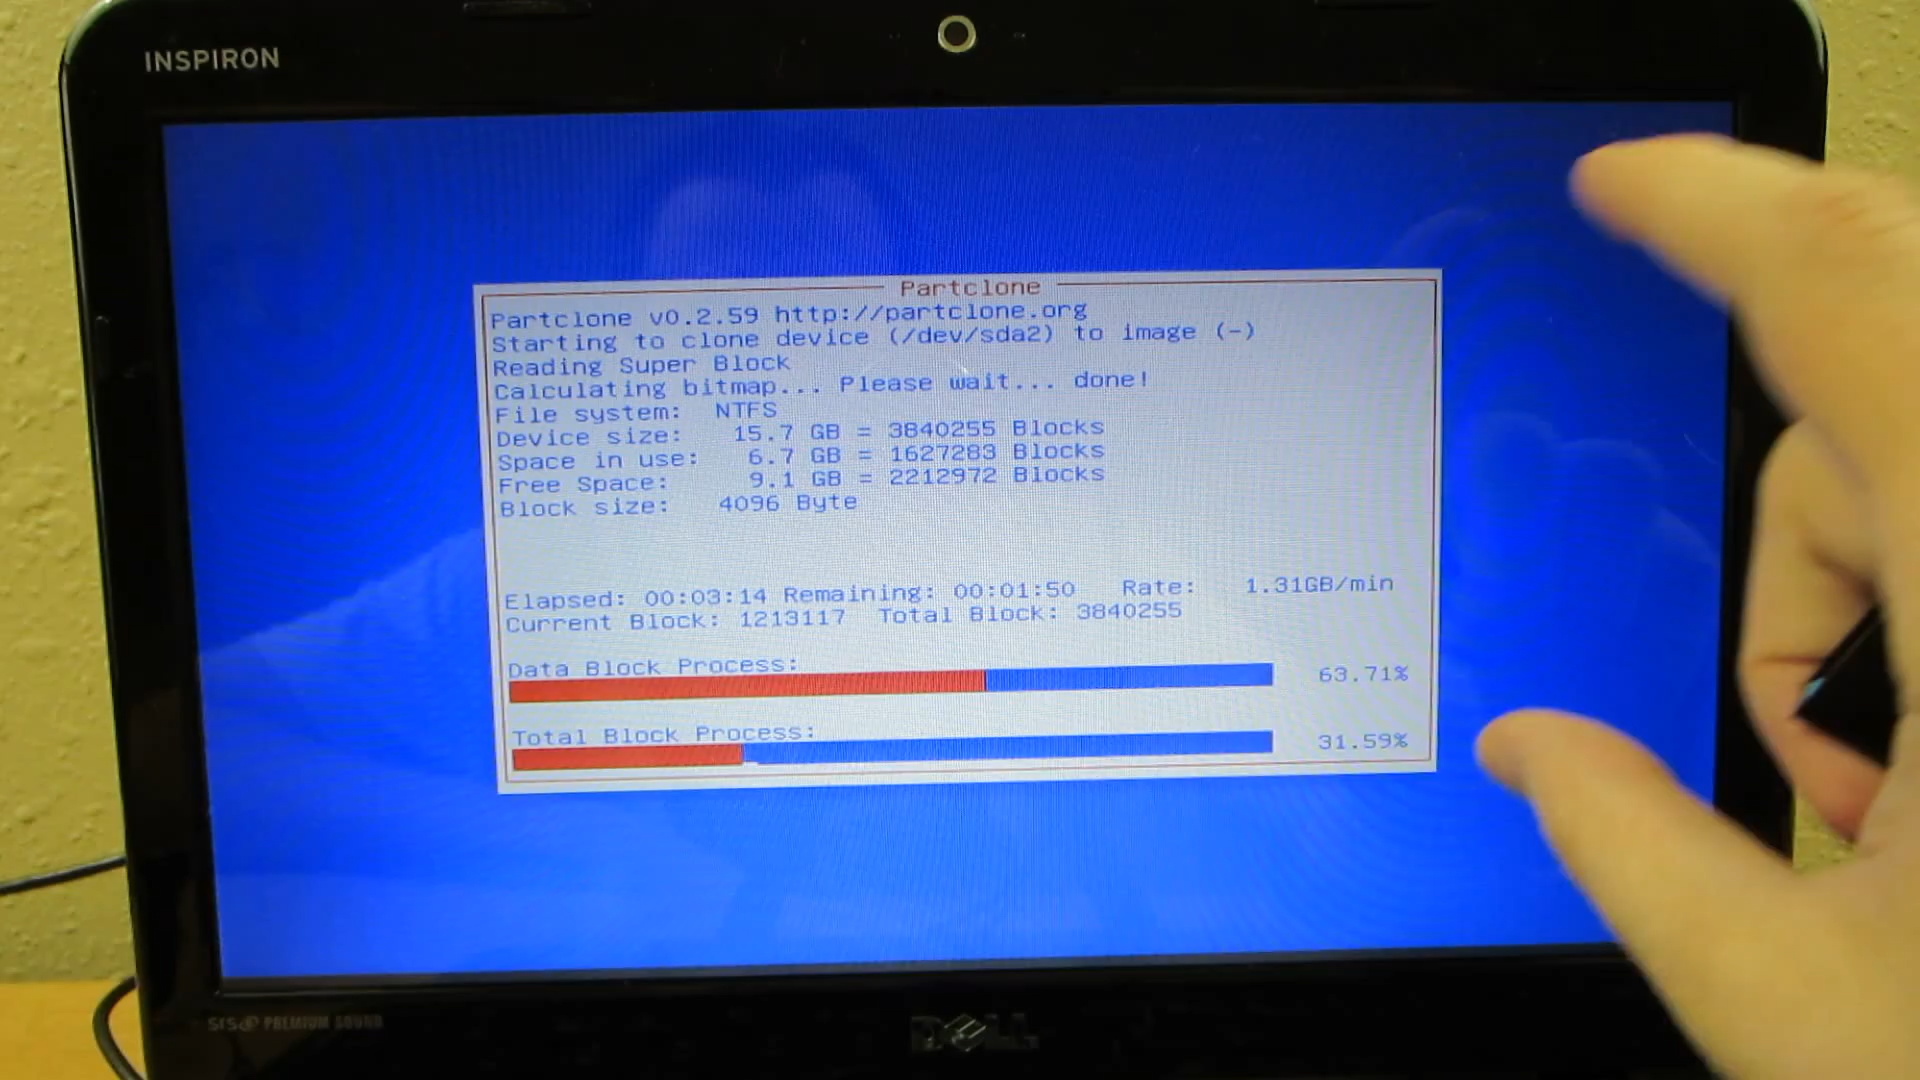 INSPIRON
Partclone
Partclone v0.2.59 http://partclone.org
Starting to clone device (/dev/sda2) to image (-)
Reading Super Block
Calculating bitmap... Please wait... done!
File system: NTFS
Device size: 15.7 GB = 3840255 Blocks
Space in use: 6.7 GB = 1627283 Blocks
Free Space: 9.1 GB = 2212972 Blocks
Block size: 4096 Byte
Elapsed: 00:03:14 Remaining: 00:01:50 Rate: 1.31GB/min
Current Block: 1213117 Total Block: 3840255
Data Block Process:
63.71%
Total Block Process:
31.59%
SRS PREMIUM SOUND
DELL